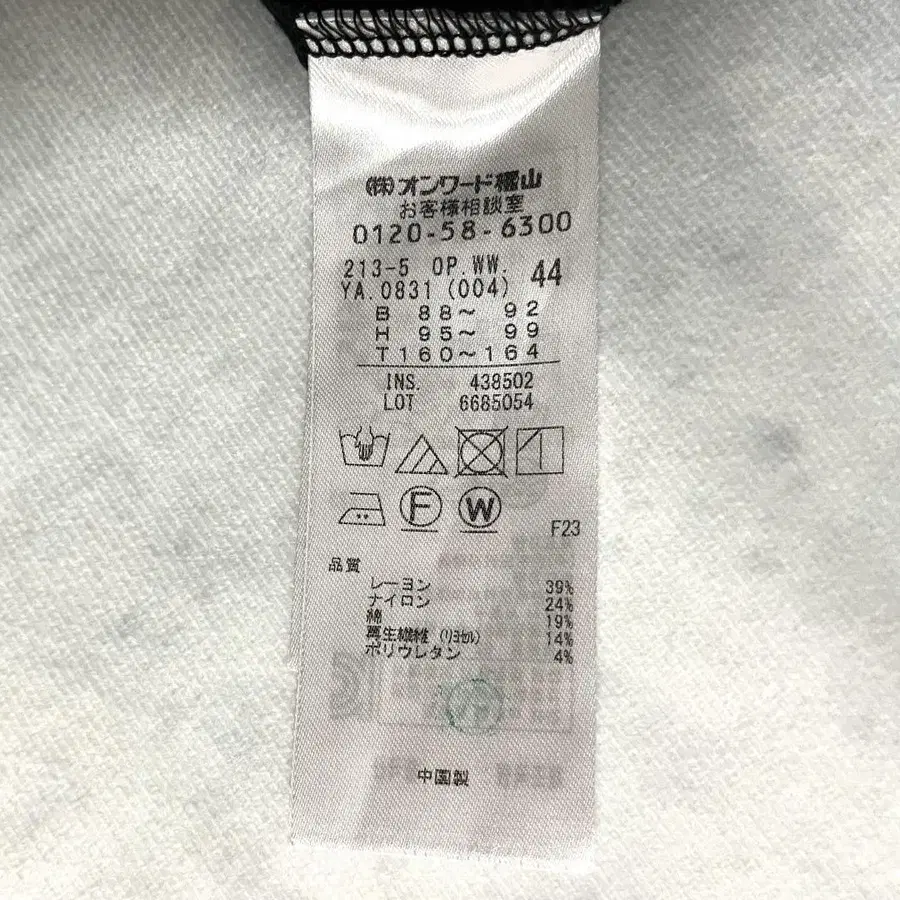 ㈱オンワード樫山
お客様相談室
0120-58-6300
213-5 OP.WW. 44
YA.0831 (004)
B 88～ 92
H 95～ 99
T160～164
INS. 438502
LOT 6685054
F W
F23
品質
レーヨン 39%
ナイロン 24%
綿 19%
再生繊維 (リヨセル) 14%
ポリウレタン 4%
中国製